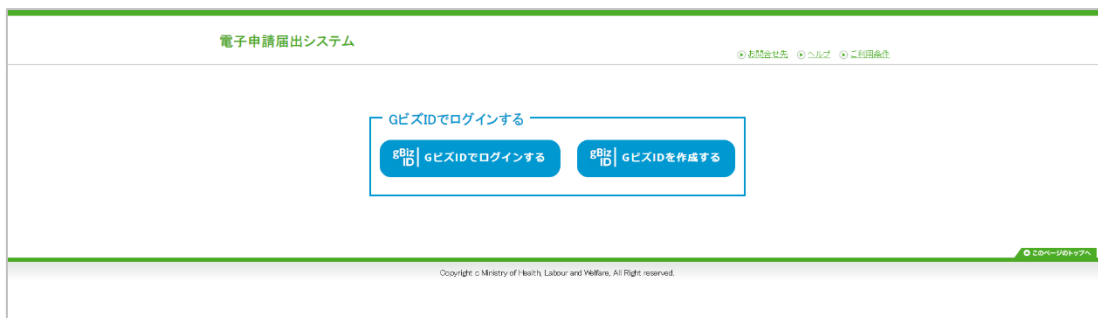 電子申請届出システム
お問合せ先 ヘルプ ご利用条件
GビズIDでログインする
gBiz ID GビズIDでログインする
gBiz ID GビズIDを作成する
このページのトップへ
Copyright c Ministry of Health, Labour and Welfare, All Right reserved.